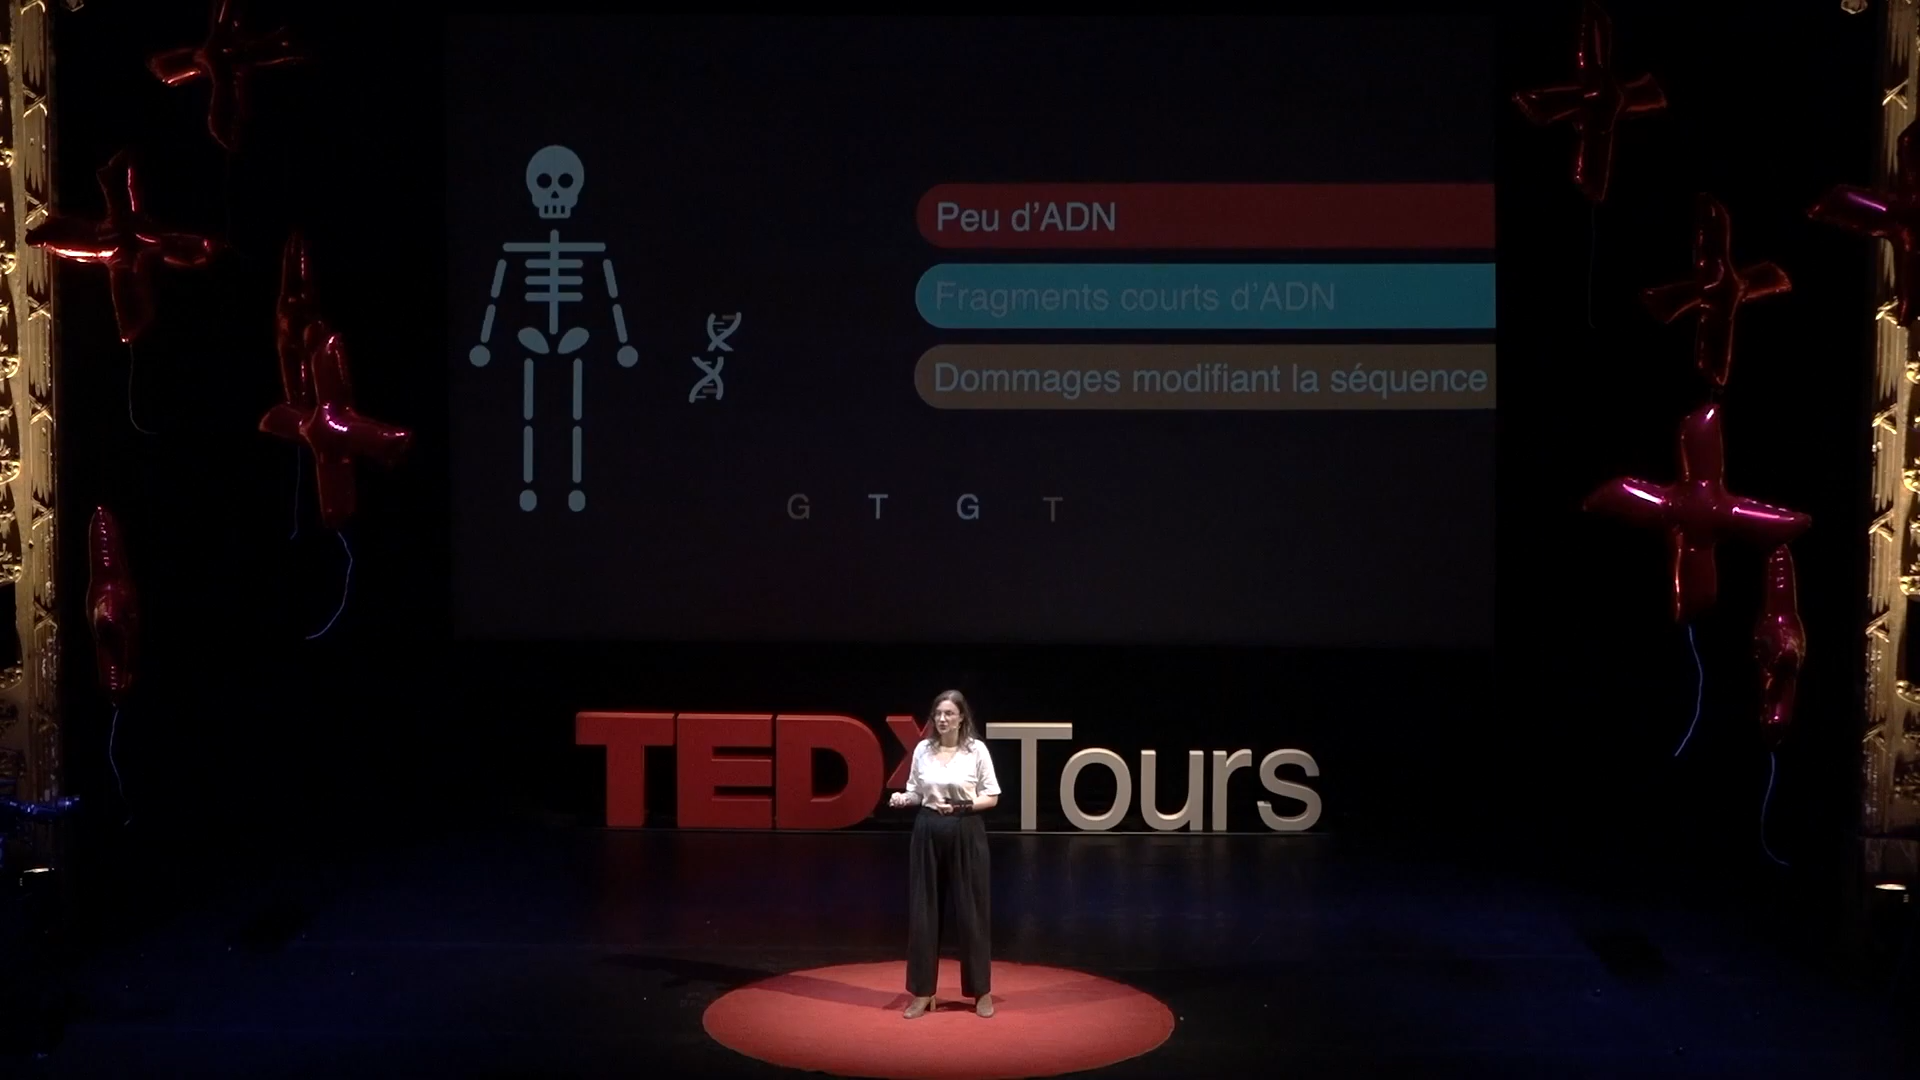 Peu d’ADN
Fragments courts d’ADN
Dommages modifiant la séquence
G T G T
TEDxTours